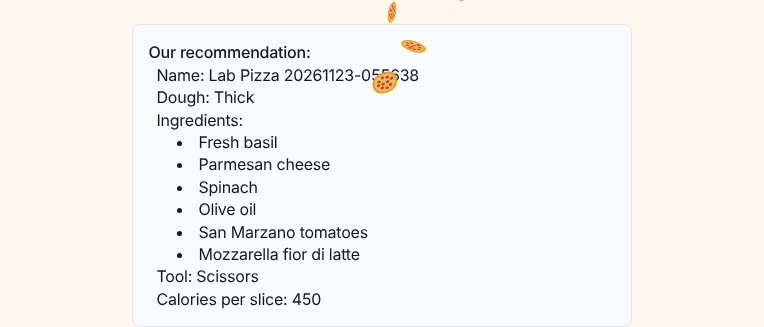 Our recommendation:
Name: Lab Pizza
Dough: Thick
Ingredients:
• Fresh basil
• Parmesan cheese
• Spinach
• Olive oil
• San Marzano tomatoes
• Mozzarella fior di latte
Tool: Scissors
Calories per slice: 450